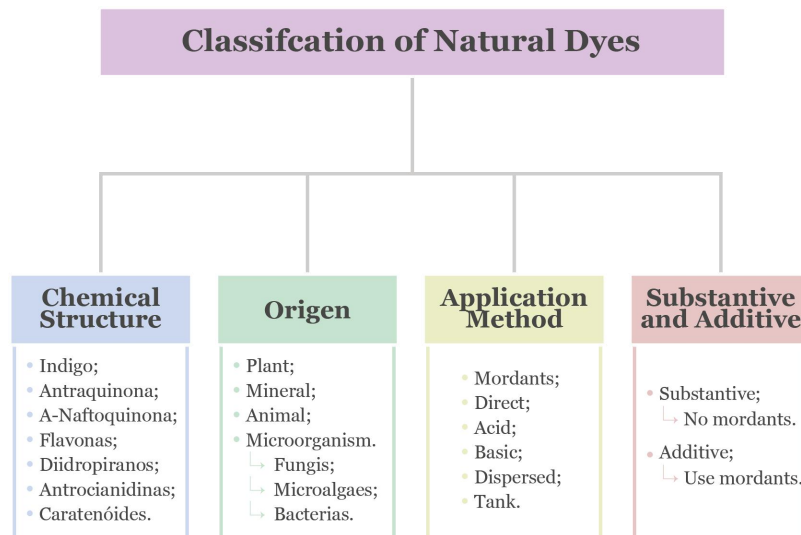 Classifcation of Natural Dyes
Chemical
Structure
Indigo;
Antraquinona;
A-Naftoquinona;
Flavonas;
Diidropiranos;
Antrocianidinas;
Caratenóides.
Origen
Plant;
Mineral;
Animal;
Microorganism.
Fungis;
Microalgaes;
Bacterias.
Application
Method
Mordants;
Direct;
Acid;
Basic;
Dispersed;
Tank.
Substantive
and Additive
Substantive;
No mordants.
Additive;
Use mordants.